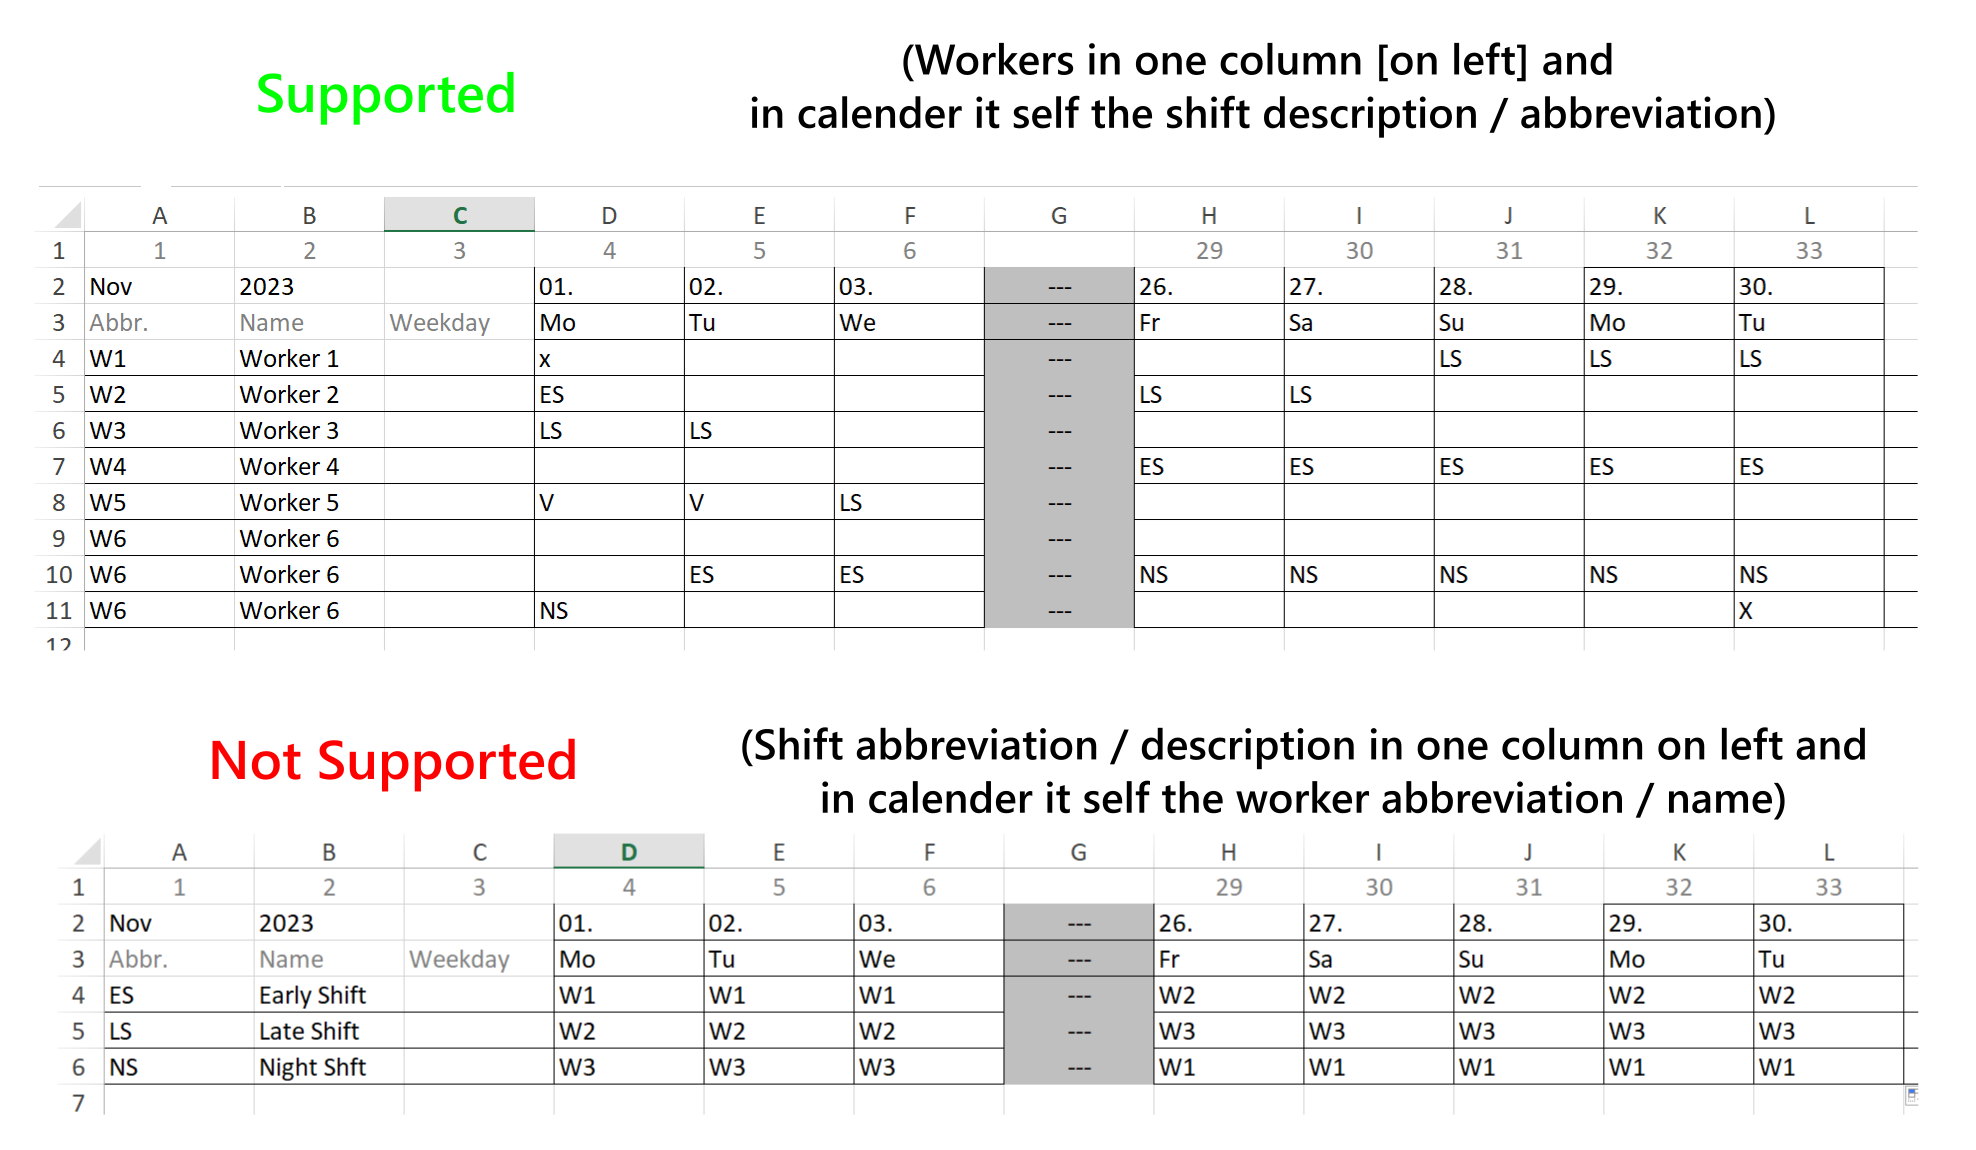 Supported
(Workers in one column [on left] and
in calender it self the shift description / abbreviation)
A B C D E F G H I J K L
1 1 2 3 4 5 6 29 30 31 32 33
2 Nov 2023 01. 02. 03. --- 26. 27. 28. 29. 30.
3 Abbr. Name Weekday Mo Tu We --- Fr Sa Su Mo Tu
4 W1 Worker 1 x --- LS LS LS
5 W2 Worker 2 ES --- LS LS
6 W3 Worker 3 LS LS ---
7 W4 Worker 4 --- ES ES ES ES ES
8 W5 Worker 5 V V LS ---
9 W6 Worker 6 ---
10 W6 Worker 6 ES ES --- NS NS NS NS NS
11 W6 Worker 6 NS --- X
12
Not Supported
(Shift abbreviation / description in one column on left and
in calender it self the worker abbreviation / name)
A B C D E F G H I J K L
1 1 2 3 4 5 6 29 30 31 32 33
2 Nov 2023 01. 02. 03. --- 26. 27. 28. 29. 30.
3 Abbr. Name Weekday Mo Tu We --- Fr Sa Su Mo Tu
4 ES Early Shift W1 W1 W1 --- W2 W2 W2 W2 W2
5 LS Late Shift W2 W2 W2 --- W3 W3 W3 W3 W3
6 NS Night Shft W3 W3 W3 --- W1 W1 W1 W1 W1
7